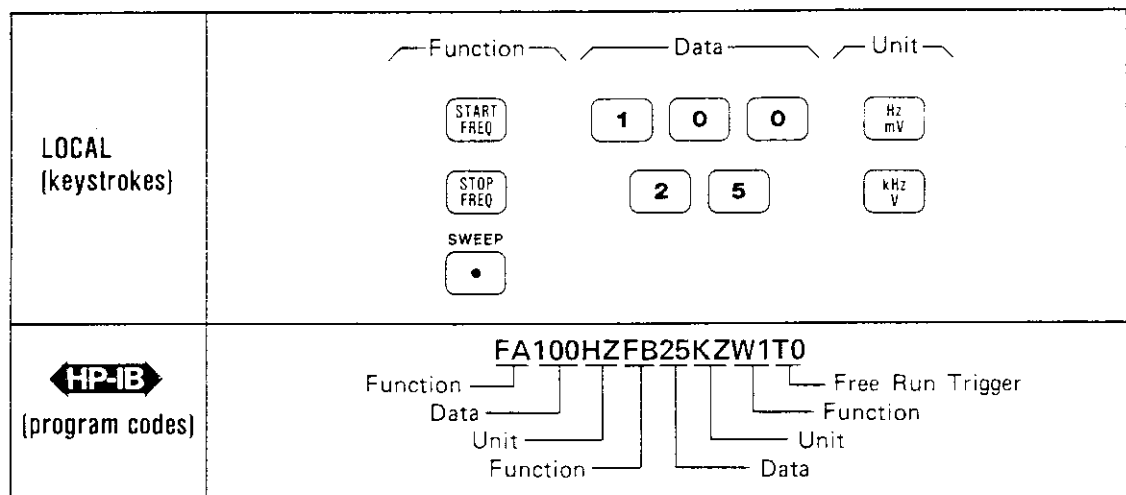 Function Data Unit
START FREQ 1 0 0 Hz mV
LOCAL
(keystrokes)
STOP FREQ 2 5 kHz V
SWEEP
HP-IB
(program codes)
FA100HZFB25KZW1T0
Function Free Run Trigger
Data Function
Unit Unit
Function Data